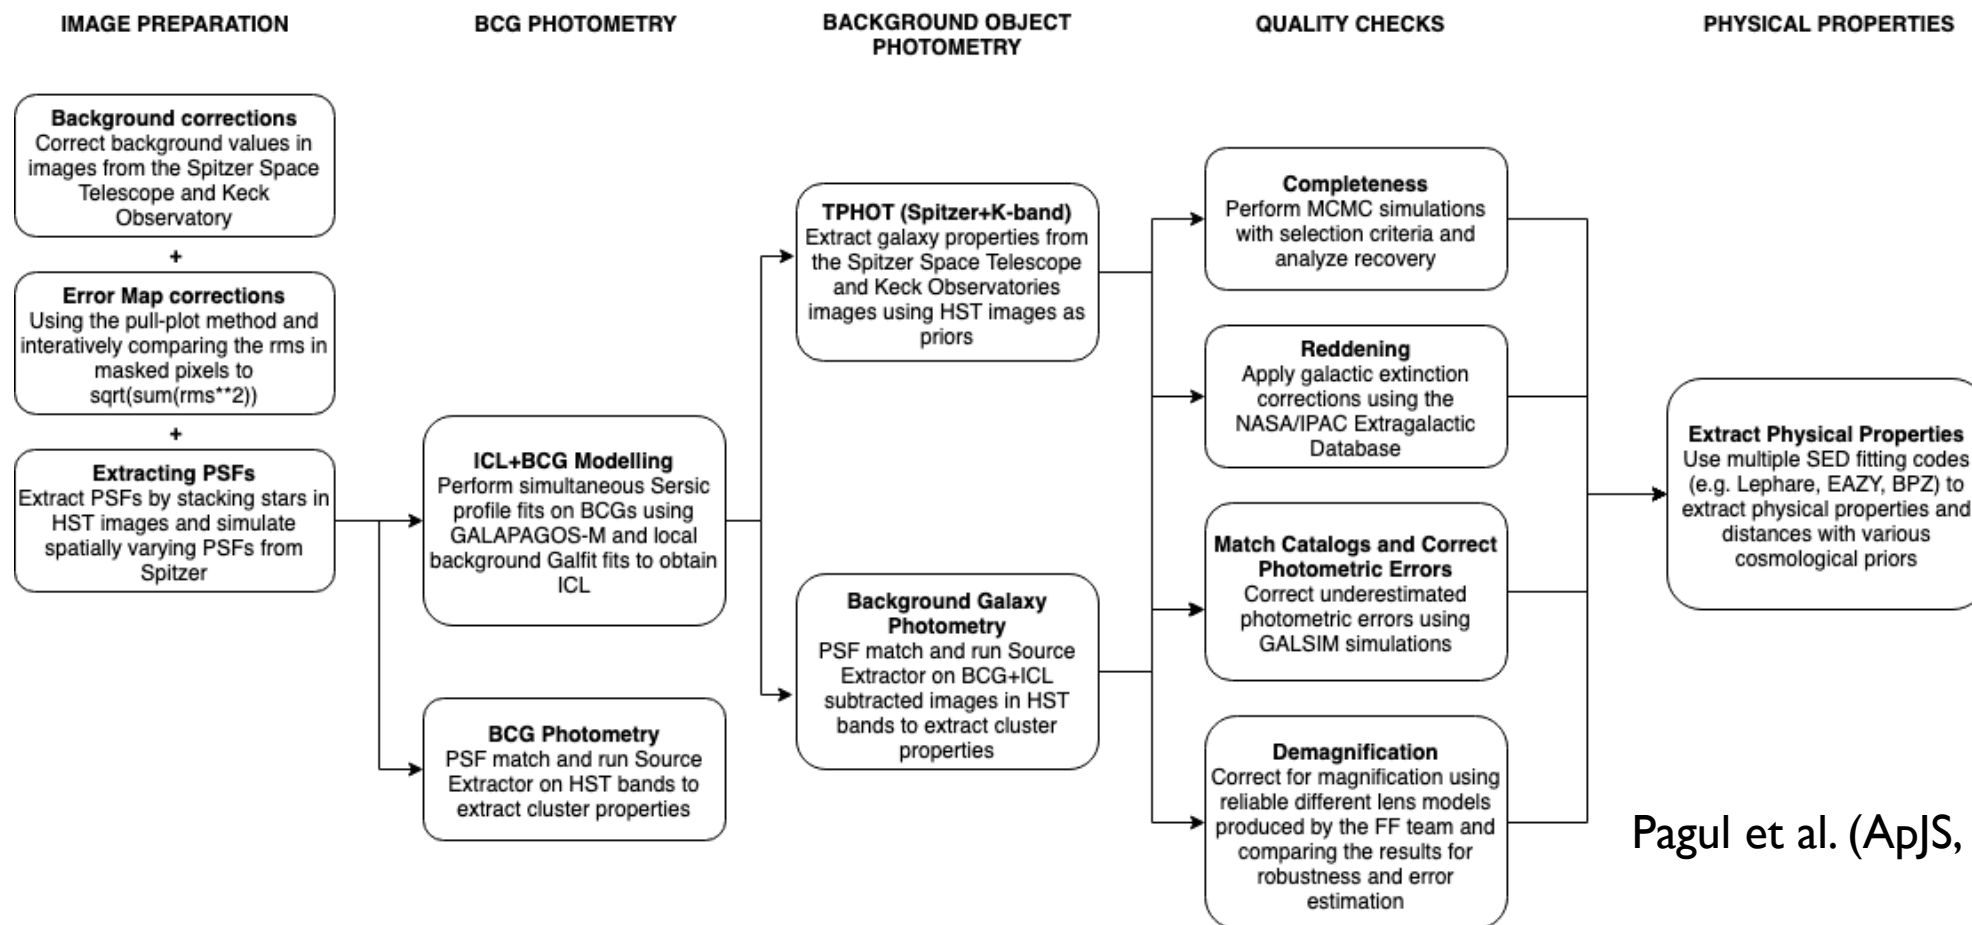 IMAGE PREPARATION
BCG PHOTOMETRY
BACKGROUND OBJECT
PHOTOMETRY
QUALITY CHECKS
PHYSICAL PROPERTIES
Background corrections
Correct background values in
images from the Spitzer Space
Telescope and Keck
Observatory
+
Error Map corrections
Using the pull-plot method and
interatively comparing the rms in
masked pixels to
sqrt(sum(rms**2))
+
Extracting PSFs
Extract PSFs by stacking stars in
HST images and simulate
spatially varying PSFs from
Spitzer
ICL+BCG Modelling
Perform simultaneous Sersic
profile fits on BCGs using
GALAPAGOS-M and local
background Galfit fits to obtain
ICL
BCG Photometry
PSF match and run Source
Extractor on HST bands to
extract cluster properties
TPHOT (Spitzer+K-band)
Extract galaxy properties from
the Spitzer Space Telescope
and Keck Observatories
images using HST images as
priors
Background Galaxy
Photometry
PSF match and run Source
Extractor on BCG+ICL
subtracted images in HST
bands to extract cluster
properties
Completeness
Perform MCMC simulations
with selection criteria and
analyze recovery
Reddening
Apply galactic extinction
corrections using the
NASA/IPAC Extragalactic
Database
Match Catalogs and Correct
Photometric Errors
Correct underestimated
photometric errors using
GALSIM simulations
Demagnification
Correct for magnification using
reliable different lens models
produced by the FF team and
comparing the results for
robustness and error
estimation
Extract Physical Properties
Use multiple SED fitting codes
(e.g. Lephare, EAZY, BPZ) to
extract physical properties and
distances with various
cosmological priors
Pagul et al. (ApJS,